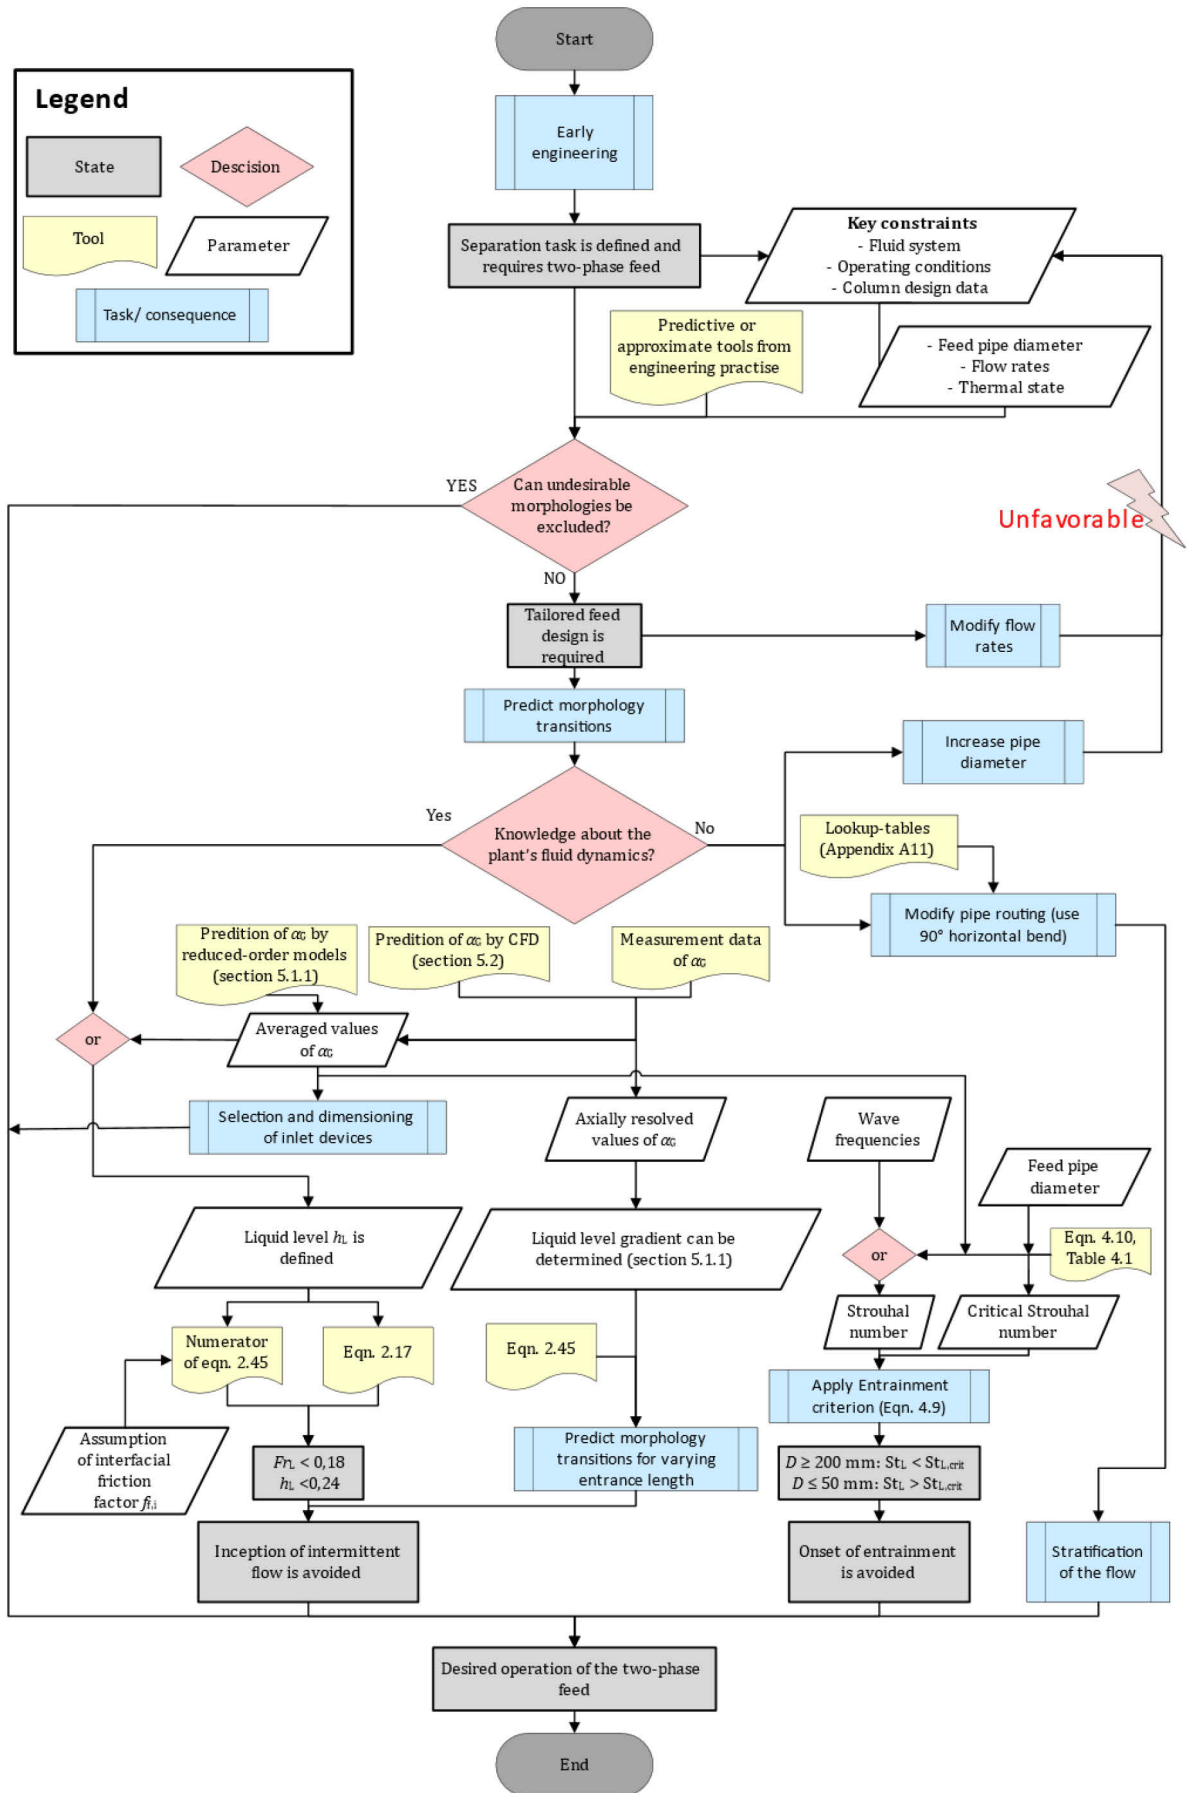 Start
Legend
State
Descision
Tool
Parameter
Task/ consequence
Early
engineering
Separation task is defined and
requires two-phase feed
Key constraints
- Fluid system
- Operating conditions
- Column design data
Predictive or
approximate tools from
engineering practise
- Feed pipe diameter
- Flow rates
- Thermal state
YES
Can undesirable
morphologies be
excluded?
Unfavorable
NO
Tailored feed
design is
required
Modify flow
rates
Predict morphology
transitions
Increase pipe
diameter
Yes
Knowledge about the
plant's fluid dynamics?
No
Lookup-tables
(Appendix A11)
Modify pipe routing (use
90° horizontal bend)
Predition of αG by
reduced-order models
(section 5.1.1)
Predition of αG by CFD
(section 5.2)
Measurement data
of αG
or
Averaged values
of αG
Selection and dimensioning
of inlet devices
Axially resolved
values of αG
Wave
frequencies
Feed pipe
diameter
Liquid level hL is
defined
Liquid level gradient can be
determined (section 5.1.1)
or
Eqn. 4.10,
Table 4.1
Strouhal
number
Critical Strouhal
number
Numerator
of eqn. 2.45
Eqn. 2.17
Eqn. 2.45
Apply Entrainment
criterion (Eqn. 4.9)
Assumption
of interfacial
friction
factor ff,i
FrL < 0,18
hL <0,24
Predict morphology
transitions for varying
entrance length
D ≥ 200 mm: StL < StL,crit
D ≤ 50 mm: StL > StL,crit
Inception of intermittent
flow is avoided
Onset of entrainment
is avoided
Stratification
of the flow
Desired operation of the two-phase
feed
End